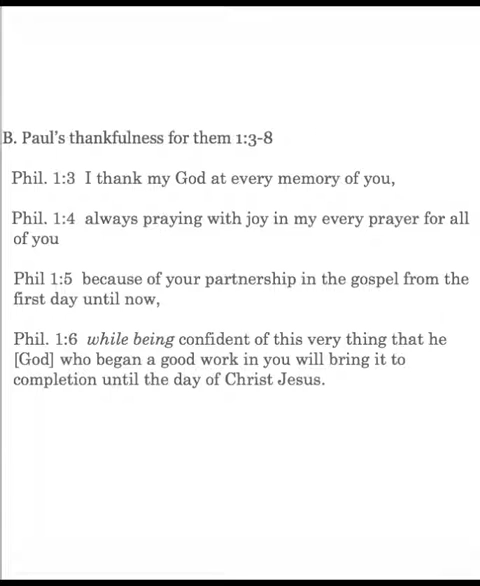 B. Paul's thankfulness for them 1:3-8
Phil. 1:3 I thank my God at every memory of you,
Phil. 1:4 always praying with joy in my every prayer for all
of you
Phil 1:5 because of your partnership in the gospel from the
first day until now,
Phil. 1:6 while being confident of this very thing that he
[God] who began a good work in you will bring it to
completion until the day of Christ Jesus.